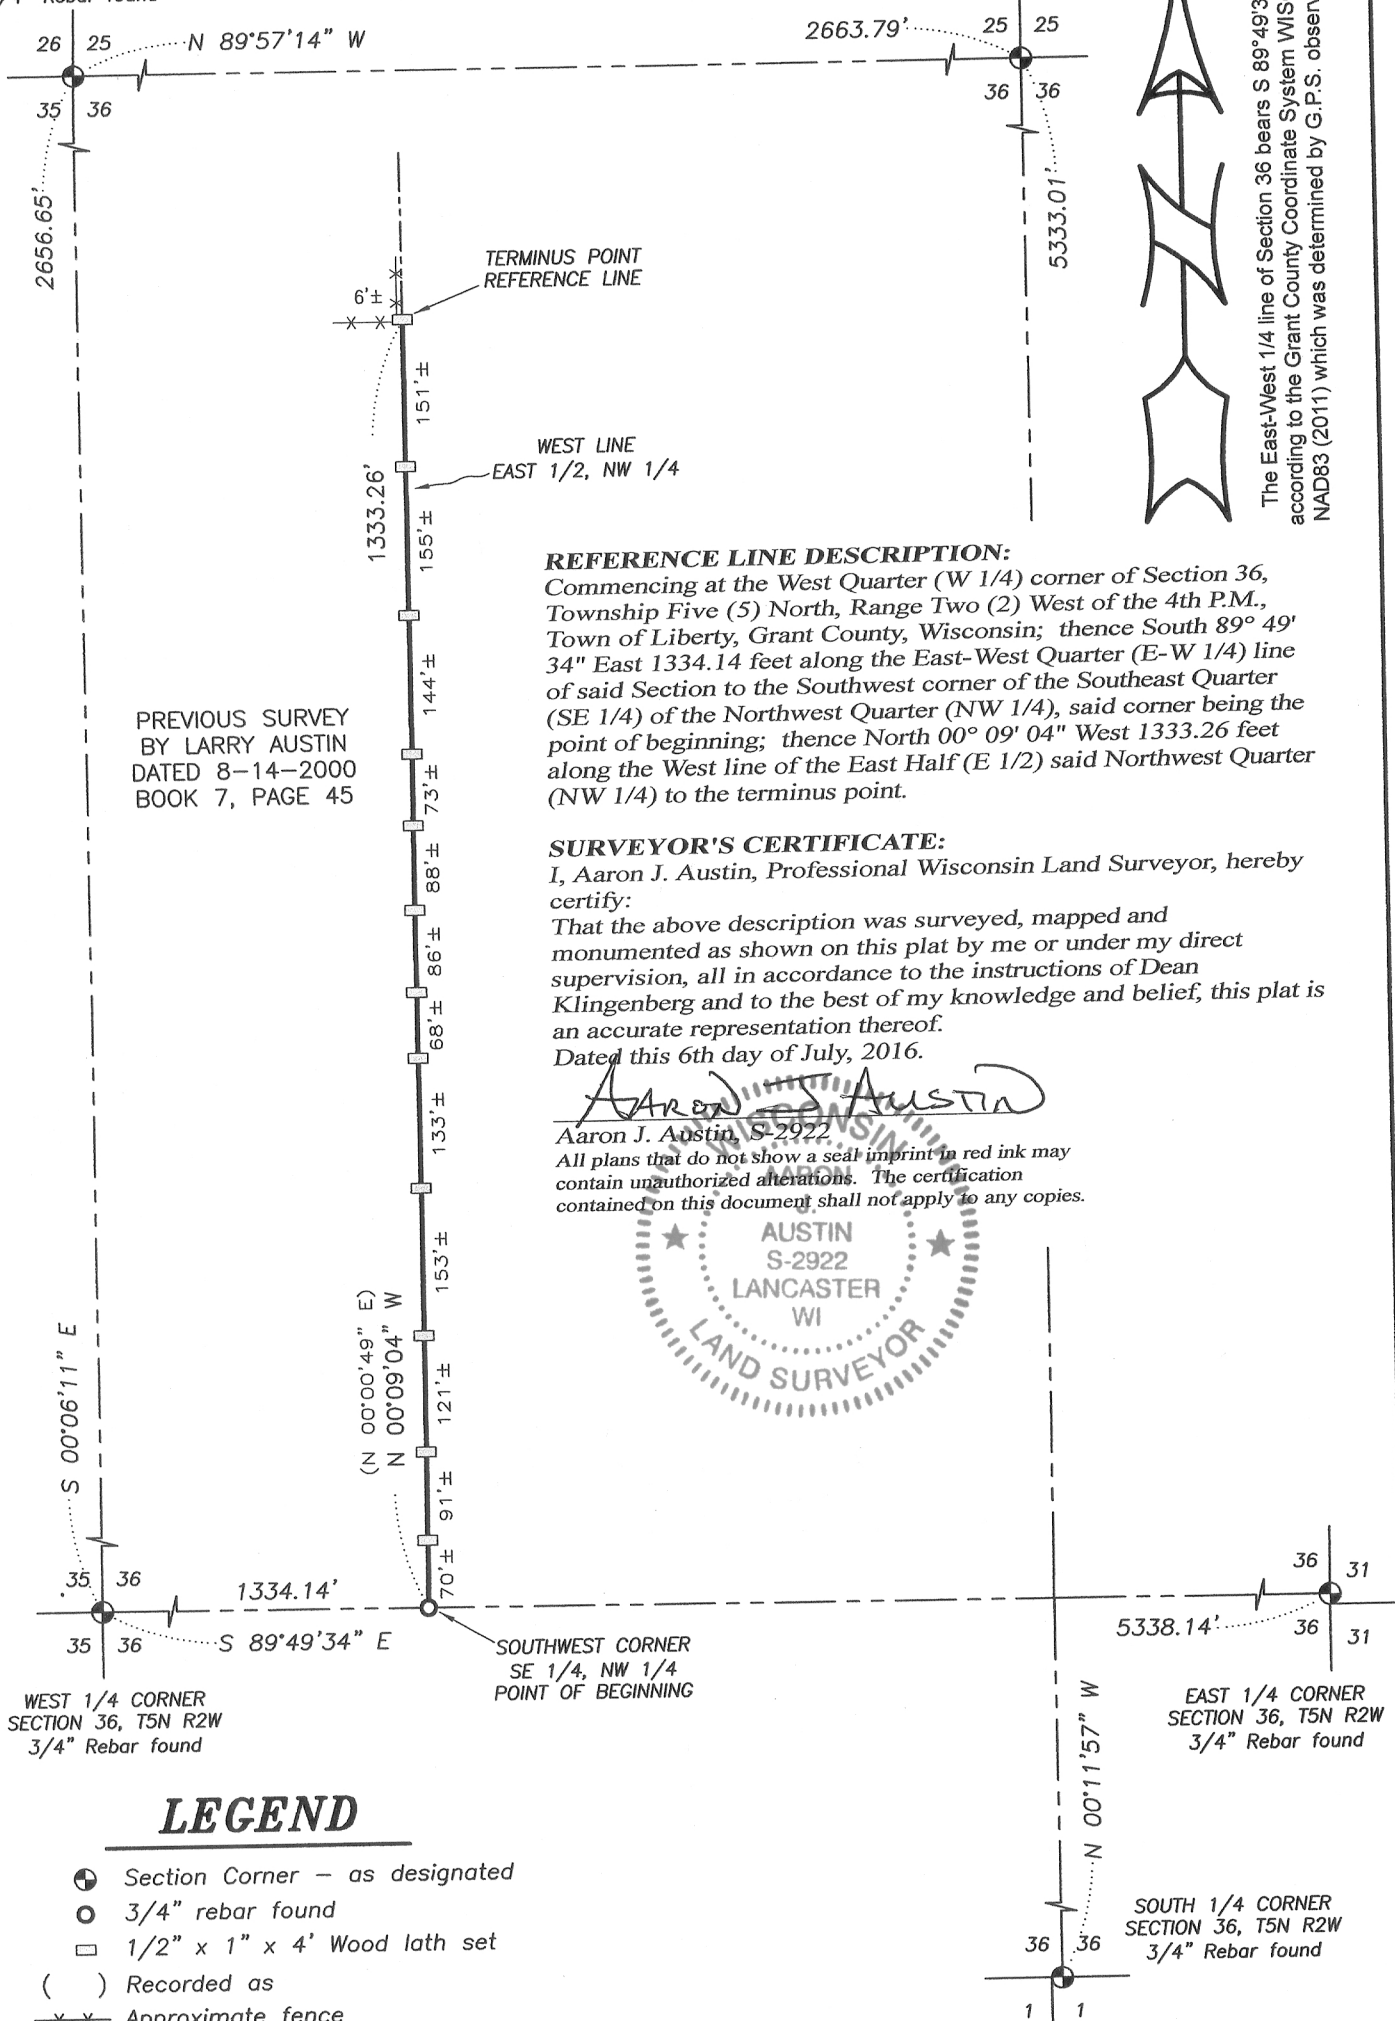 26 25
N 89°57'14" W
2663.79'
25 25
35 36
36 36
2656.65'
5333.01'
The East-West 1/4 line of Section 36 bears S 89°49'3
according to the Grant County Coordinate System WIS
NAD83 (2011) which was determined by G.P.S. obser
TERMINUS POINT
REFERENCE LINE
6'±
151'±
WEST LINE
EAST 1/2, NW 1/4
1333.26'
155'±
144'±
73'±
88'±
86'±
68'±
133'±
153'±
121'±
91'±
70'±
PREVIOUS SURVEY
BY LARRY AUSTIN
DATED 8-14-2000
BOOK 7, PAGE 45
REFERENCE LINE DESCRIPTION:
Commencing at the West Quarter (W 1/4) corner of Section 36,
Township Five (5) North, Range Two (2) West of the 4th P.M.,
Town of Liberty, Grant County, Wisconsin; thence South 89° 49'
34" East 1334.14 feet along the East-West Quarter (E-W 1/4) line
of said Section to the Southwest corner of the Southeast Quarter
(SE 1/4) of the Northwest Quarter (NW 1/4), said corner being the
point of beginning; thence North 00° 09' 04" West 1333.26 feet
along the West line of the East Half (E 1/2) said Northwest Quarter
(NW 1/4) to the terminus point.
SURVEYOR'S CERTIFICATE:
I, Aaron J. Austin, Professional Wisconsin Land Surveyor, hereby
certify:
That the above description was surveyed, mapped and
monumented as shown on this plat by me or under my direct
supervision, all in accordance to the instructions of Dean
Klingenberg and to the best of my knowledge and belief, this plat is
an accurate representation thereof.
Dated this 6th day of July, 2016.
AARON J AUSTIN
Aaron J. Austin, S-2922
All plans that do not show a seal imprint in red ink may
contain unauthorized alterations. The certification
contained on this document shall not apply to any copies.
WISCONSIN
AARON
J.
AUSTIN
S-2922
LANCASTER
WI
LAND SURVEYOR
S 00°06'11" E
(N 00°00'49" E)
N 00°09'04" W
35 36
1334.14'
35 36
S 89°49'34" E
SOUTHWEST CORNER
SE 1/4, NW 1/4
POINT OF BEGINNING
WEST 1/4 CORNER
SECTION 36, T5N R2W
3/4" Rebar found
36 31
5338.14'
36 31
EAST 1/4 CORNER
SECTION 36, T5N R2W
3/4" Rebar found
N 00°11'57" W
SOUTH 1/4 CORNER
SECTION 36, T5N R2W
3/4" Rebar found
36 36
1 1
LEGEND
Section Corner - as designated
3/4" rebar found
1/2" x 1" x 4' Wood lath set
( ) Recorded as
Approximate fence